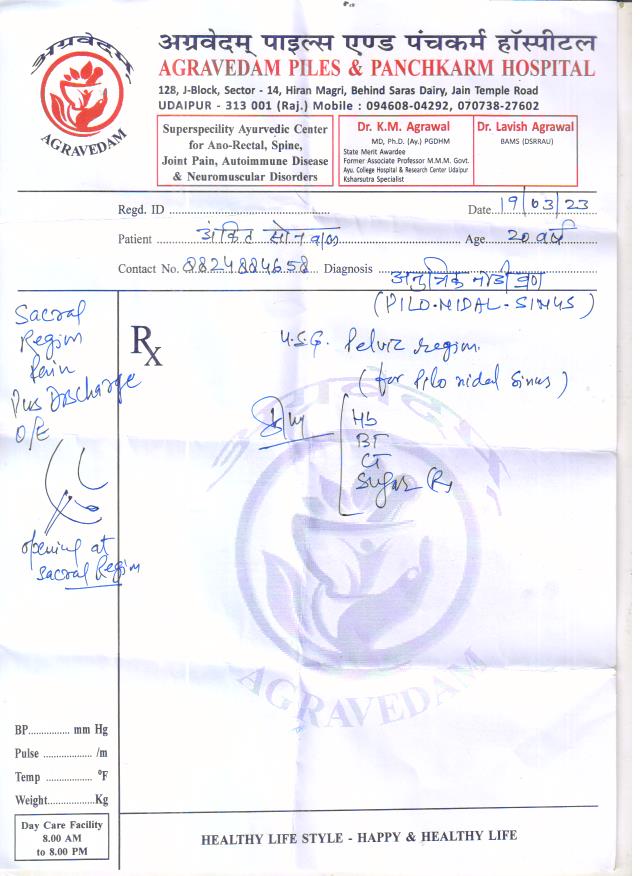 अग्रवेदम्
AGRAVEDAM
अग्रवेदम् पाइल्स एण्ड पंचकर्म हॉस्पीटल
AGRAVEDAM PILES & PANCHKARM HOSPITAL
128, J-Block, Sector - 14, Hiran Magri, Behind Saras Dairy, Jain Temple Road
UDAIPUR - 313 001 (Raj.) Mobile : 094608-04292, 070738-27602
Superspecility Ayurvedic Center
for Ano-Rectal, Spine,
Joint Pain, Autoimmune Disease
& Neuromuscular Disorders
Dr. K.M. Agrawal
MD, Ph.D. (Ay.) PGDHM
State Merit Awardee
Former Associate Professor M.M.M. Govt.
Ayu. College Hospital & Research Center Udaipur
Ksharsutra Specialist
Dr. Lavish Agrawal
BAMS (DSRRAU)
Regd. ID
Date 19/03/23
Patient अंकित सोनवाल Age 20 वर्ष
Contact No. 8824884658 Diagnosis
(PILO-NIDAL-SINUS)
Sacral
Region
Pain
Pus Discharge
O/E
opening at
sacral Region
Rx
U.S.G. Pelvic region
(for Pilo nidal Sinus)
Hb
BT
CT
Sugar (R)
अग्रवेदम्
AGRAVEDAM
BP mm Hg
Pulse /m
Temp °F
Weight Kg
Day Care Facility
8.00 AM
to 8.00 PM
HEALTHY LIFE STYLE - HAPPY & HEALTHY LIFE